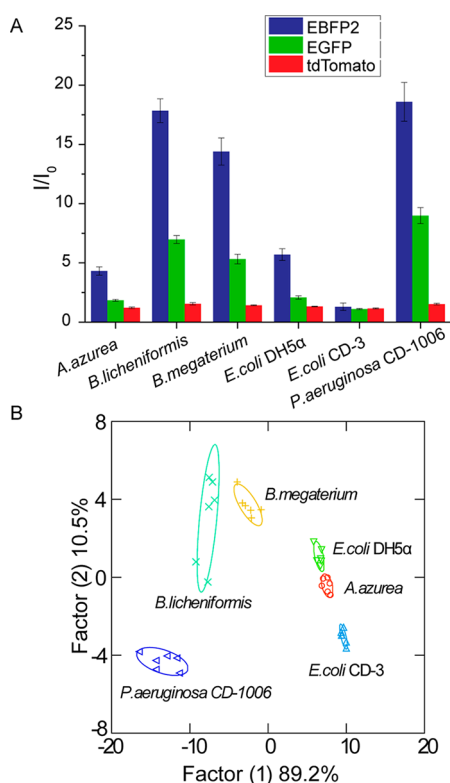 A
EBFP2
EGFP
tdTomato
25
20
15
10
5
0
I/I0
A.azurea
B.licheniformis
B.megaterium
E.coli DH5α
E.coli CD-3
P.aeruginosa CD-1006
B
8
4
0
-4
-8
Factor (2) 10.5%
B.megaterium
E.coli DH5α
A.azurea
B.licheniformis
E.coli CD-3
P.aeruginosa CD-1006
-20 -10 0 10 20
Factor (1) 89.2%